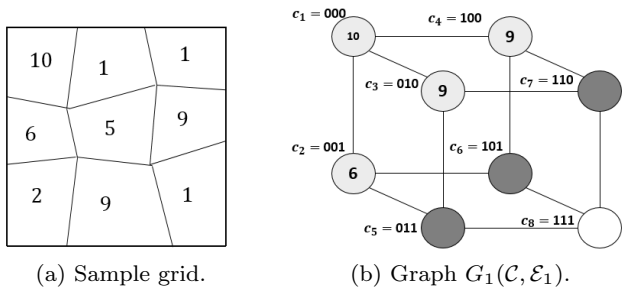 10 1 1
6 5 9
2 9 1
(a) Sample grid.
c₁ = 000
10
c₄ = 100
9
c₃ = 010
9
c₇ = 110
c₂ = 001
6
c₆ = 101
c₅ = 011
c₈ = 111
(b) Graph G₁(𝒞, ℰ₁).